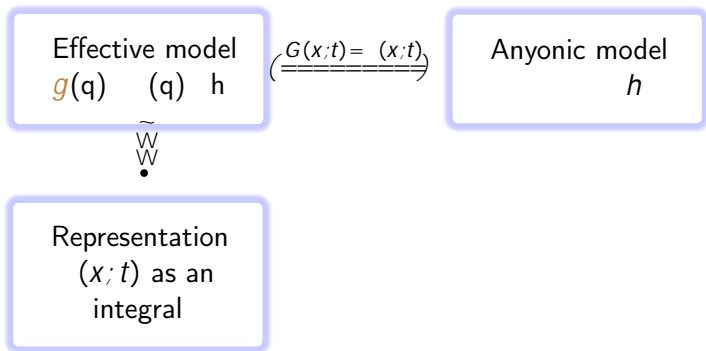 Effective model
g(q) (q) h
G(x;t)= (x;t)
(==========)
Anyonic model
h
~
W
W
•
Representation
(x; t) as an
integral